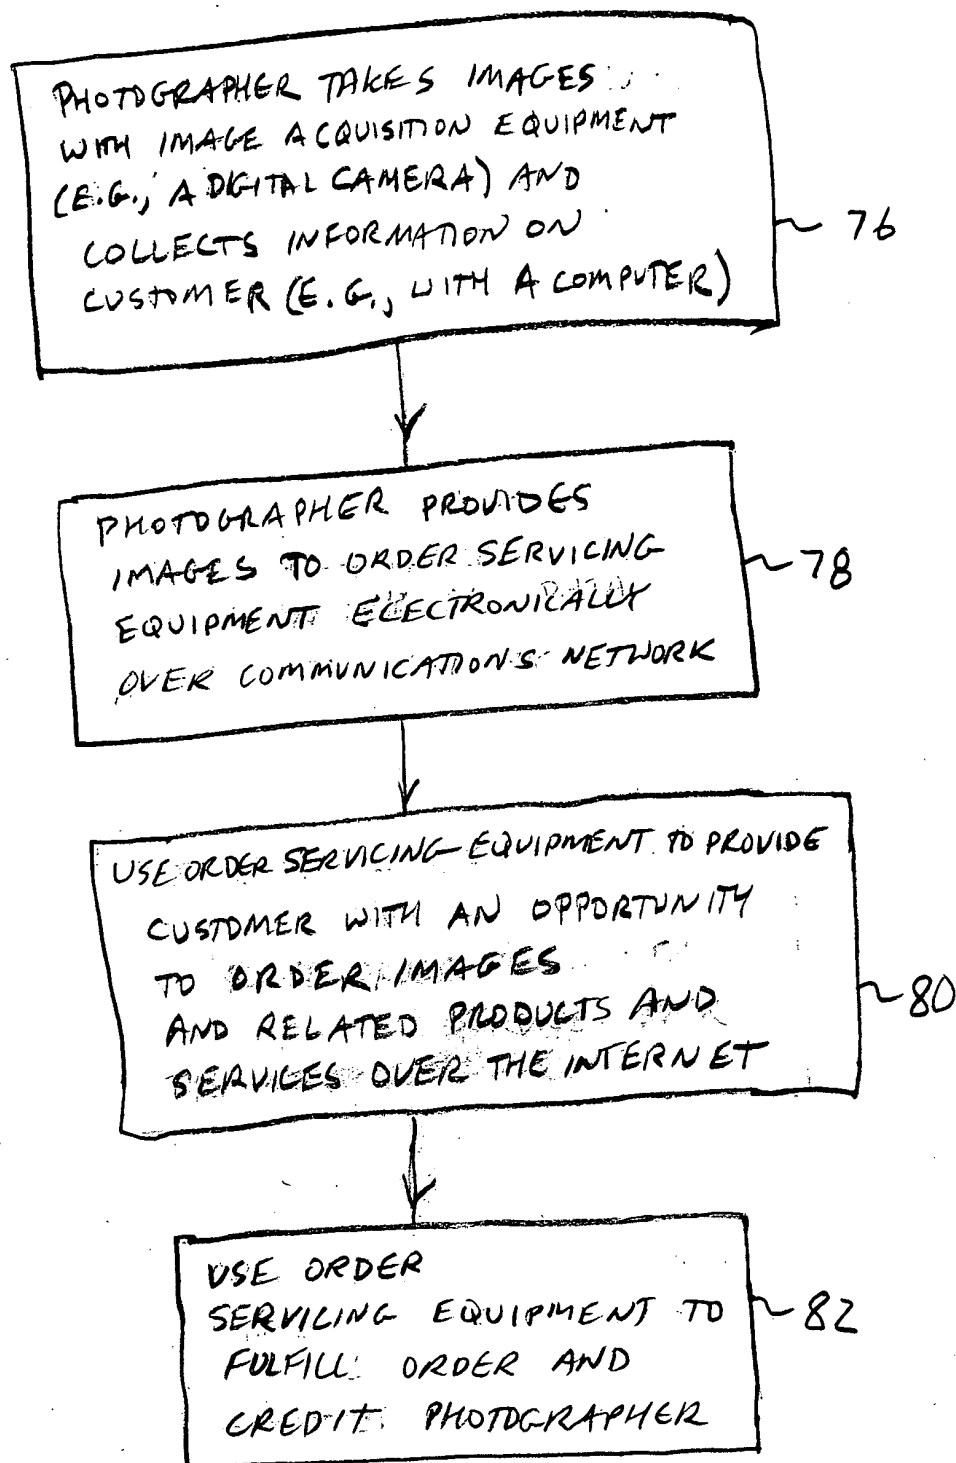 PHOTOGRAPHER TAKES IMAGES
WITH IMAGE ACQUISITION EQUIPMENT
(E.G., A DIGITAL CAMERA) AND
COLLECTS INFORMATION ON
CUSTOMER (E.G., WITH A COMPUTER)
76
PHOTOGRAPHER PROVIDES
IMAGES TO ORDER SERVICING
EQUIPMENT ELECTRONICALLY
OVER COMMUNICATIONS NETWORK
78
USE ORDER SERVICING EQUIPMENT TO PROVIDE
CUSTOMER WITH AN OPPORTUNITY
TO ORDER IMAGES
AND RELATED PRODUCTS AND
SERVICES OVER THE INTERNET
80
USE ORDER
SERVICING EQUIPMENT TO
FULFILL ORDER AND
CREDIT PHOTOGRAPHER
82